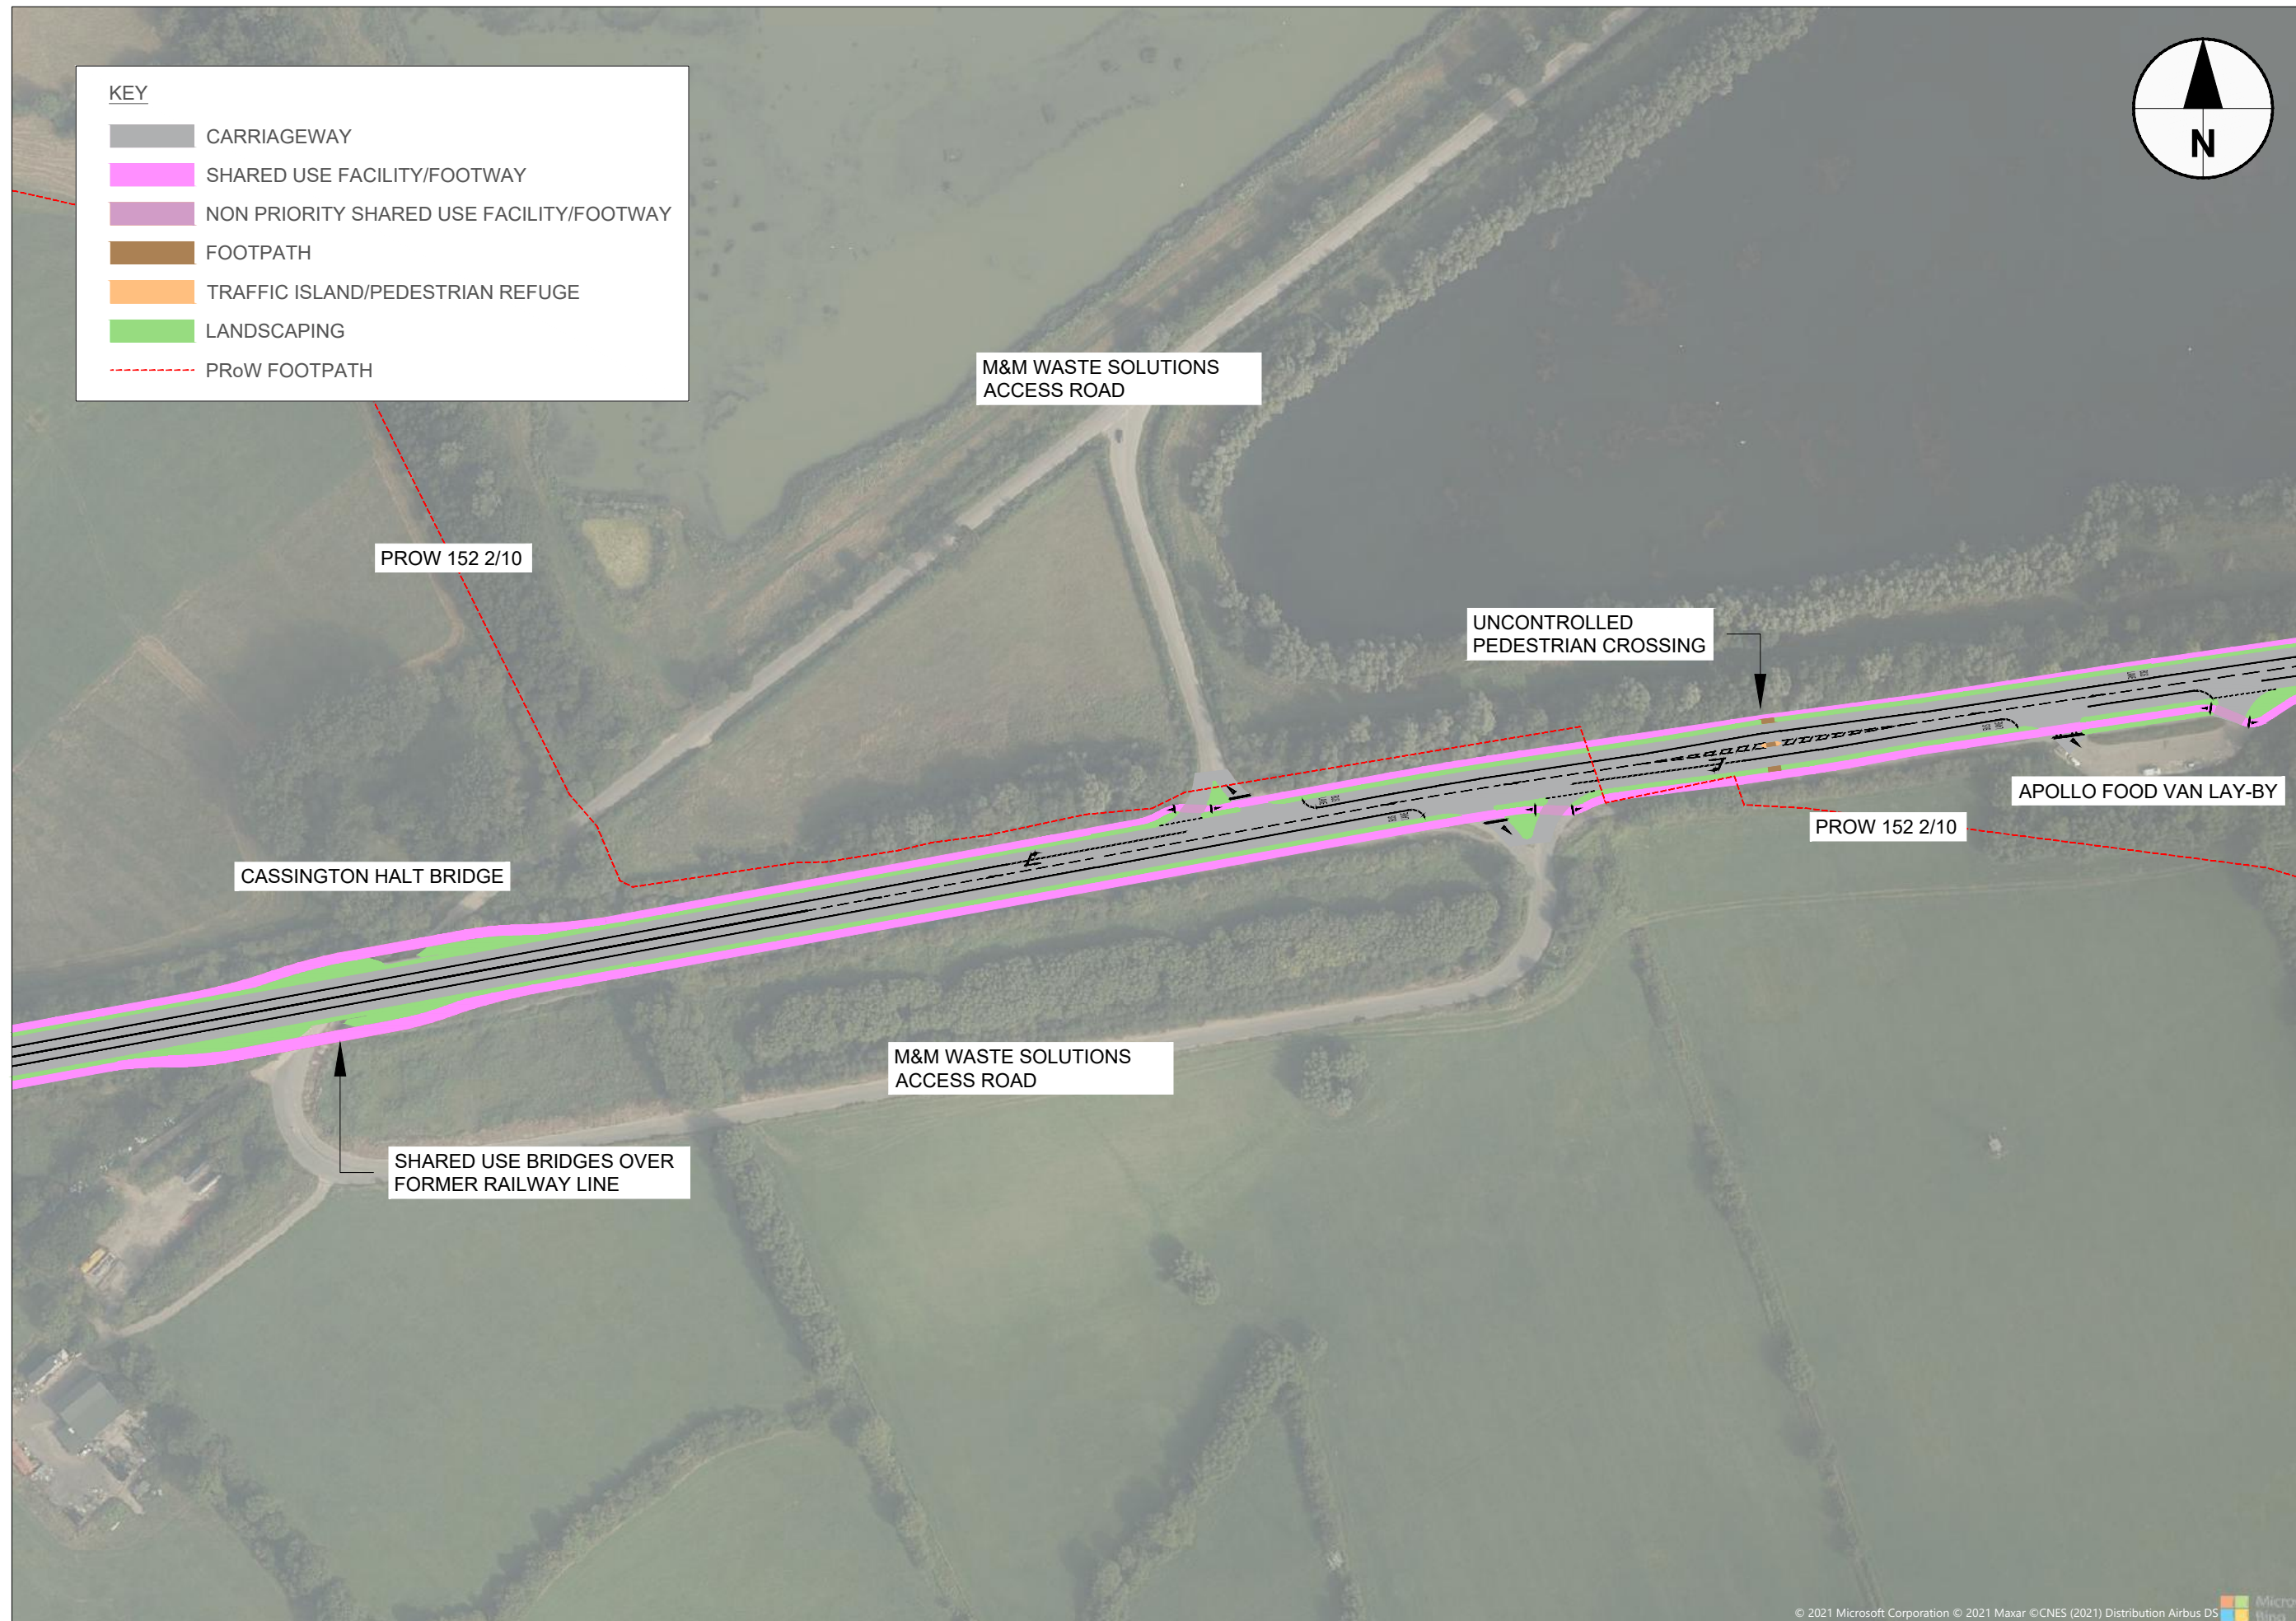 KEY
CARRIAGEWAY
SHARED USE FACILITY/FOOTWAY
NON PRIORITY SHARED USE FACILITY/FOOTWAY
FOOTPATH
TRAFFIC ISLAND/PEDESTRIAN REFUGE
LANDSCAPING
PRoW FOOTPATH
N
M&M WASTE SOLUTIONS
ACCESS ROAD
PROW 152 2/10
UNCONTROLLED
PEDESTRIAN CROSSING
APOLLO FOOD VAN LAY-BY
PROW 152 2/10
CASSINGTON HALT BRIDGE
M&M WASTE SOLUTIONS
ACCESS ROAD
SHARED USE BRIDGES OVER
FORMER RAILWAY LINE
© 2021 Microsoft Corporation © 2021 Maxar ©CNES (2021) Distribution Airbus DS